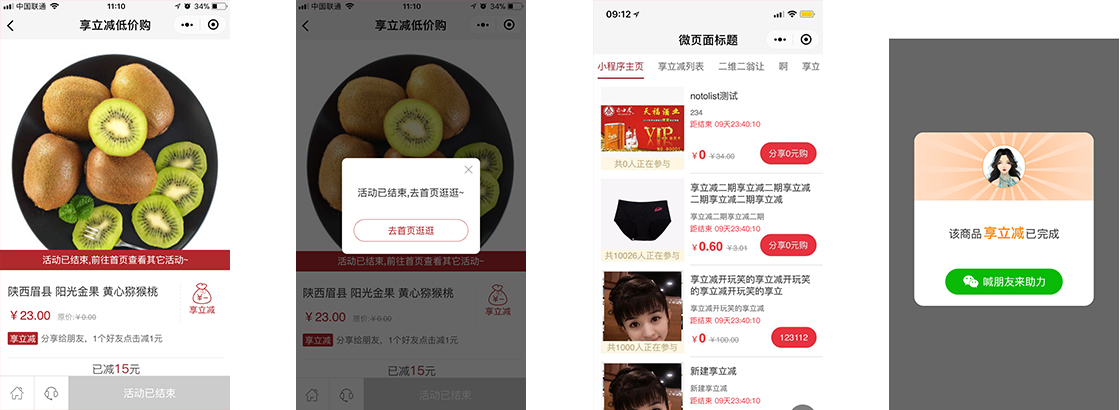 中国联通 11:10 34%
享立减低价购
活动已结束,前往首页查看其它活动~
陕西眉县 阳光金果 黄心猕猴桃
¥23.00 原价:¥0.00
享立减
享立减 分享给朋友，1个好友点击减1元
已减15元
活动已结束
中国联通 11:10 34%
享立减低价购
活动已结束,去首页逛逛~
去首页逛逛
活动已结束,前往首页查看其它活动~
陕西眉县 阳光金果 黄心猕猴桃
¥23.00 原价:¥0.00
享立减
享立减 分享给朋友，1个好友点击减1元
已减15元
活动已结束
09:12
微页面标题
小程序主页 享立减列表 二维二翁让 啊 享立
天福酒业
VIP
共0人正在参与
notolist测试
234
距结束 09天23:40:10
¥0 ¥34.00 分享0元购
共10026人正在参与
享立减二期享立减二期享立减
二期享立减二期享立减
享立减二期享立减二期
距结束 09天23:40:10
¥0.60 ¥3.01 分享0元购
共1000人正在参与
享立减开玩笑的享立减开玩笑
的享立减开玩笑的享立
享立减开玩笑的享立减
距结束 09天23:40:10
¥0 ¥100.00 123112
新建享立减
新建享立减
距结束 09天23:40:10
该商品享立减已完成
喊朋友来助力